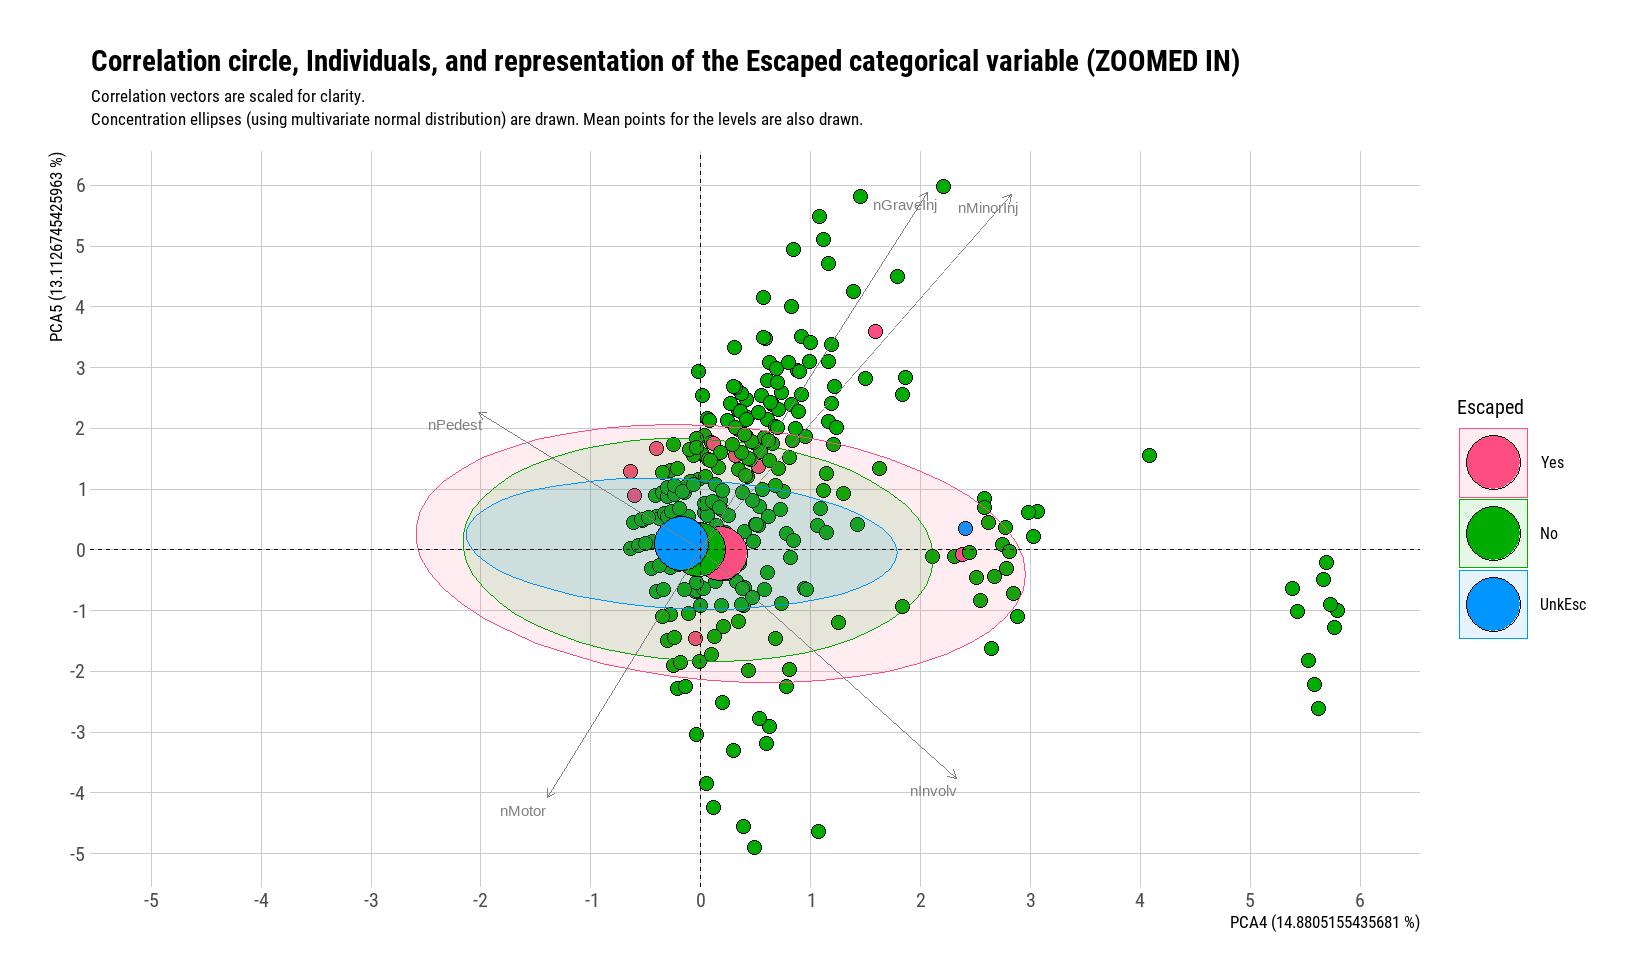 Correlation circle, Individuals, and representation of the Escaped categorical variable (ZOOMED IN)
Correlation vectors are scaled for clarity.
Concentration ellipses (using multivariate normal distribution) are drawn. Mean points for the levels are also drawn.
PCA5 (13.1126745425963 %)
6
5
4
3
2
1
0
-1
-2
-3
-4
-5
nGraveInj
nMinorInj
nPedest
nMotor
nInvolv
-5
-4
-3
-2
-1
0
1
2
3
4
5
6
PCA4 (14.8805155435681 %)
Escaped
Yes
No
UnkEsc